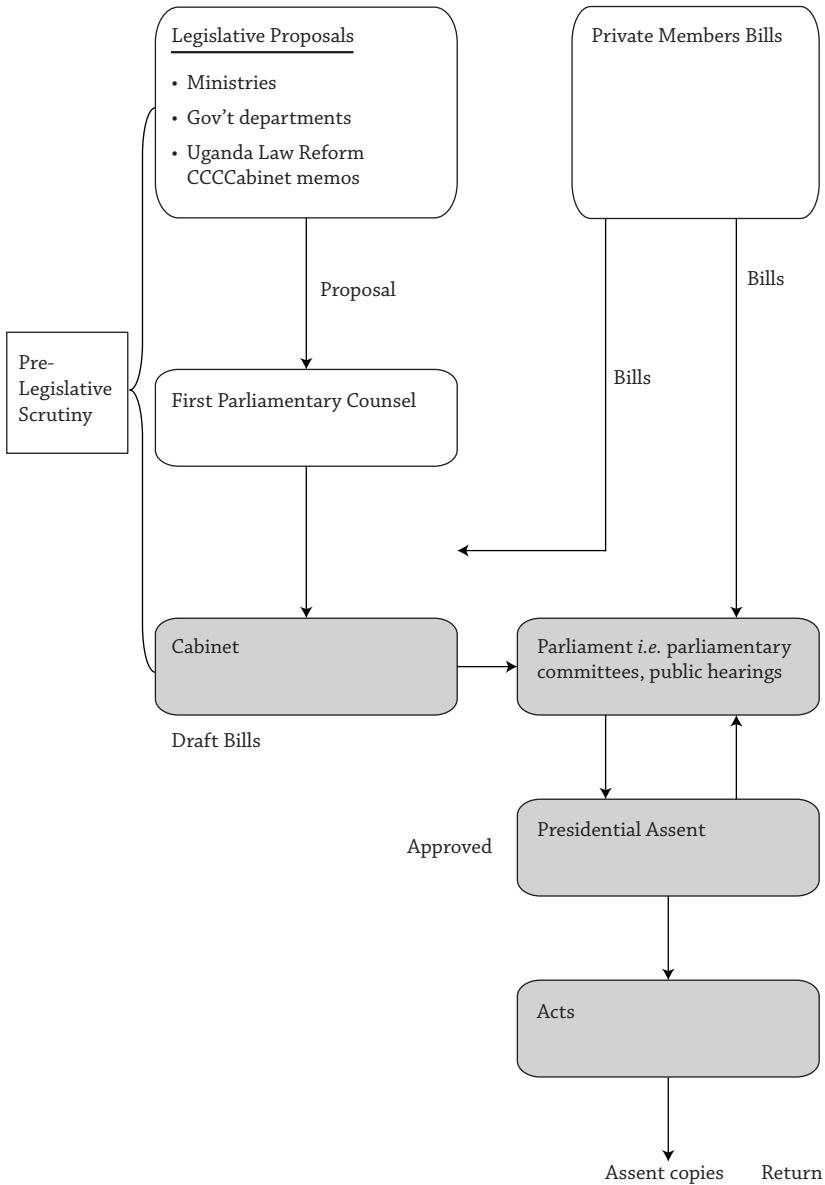 Legislative Proposals
• Ministries
• Gov’t departments
• Uganda Law Reform
CCCCabinet memos
Private Members Bills
Proposal
Bills
Bills
Pre-
Legislative
Scrutiny
First Parliamentary Counsel
Cabinet
Parliament i.e. parliamentary
committees, public hearings
Draft Bills
Presidential Assent
Approved
Acts
Assent copies
Return